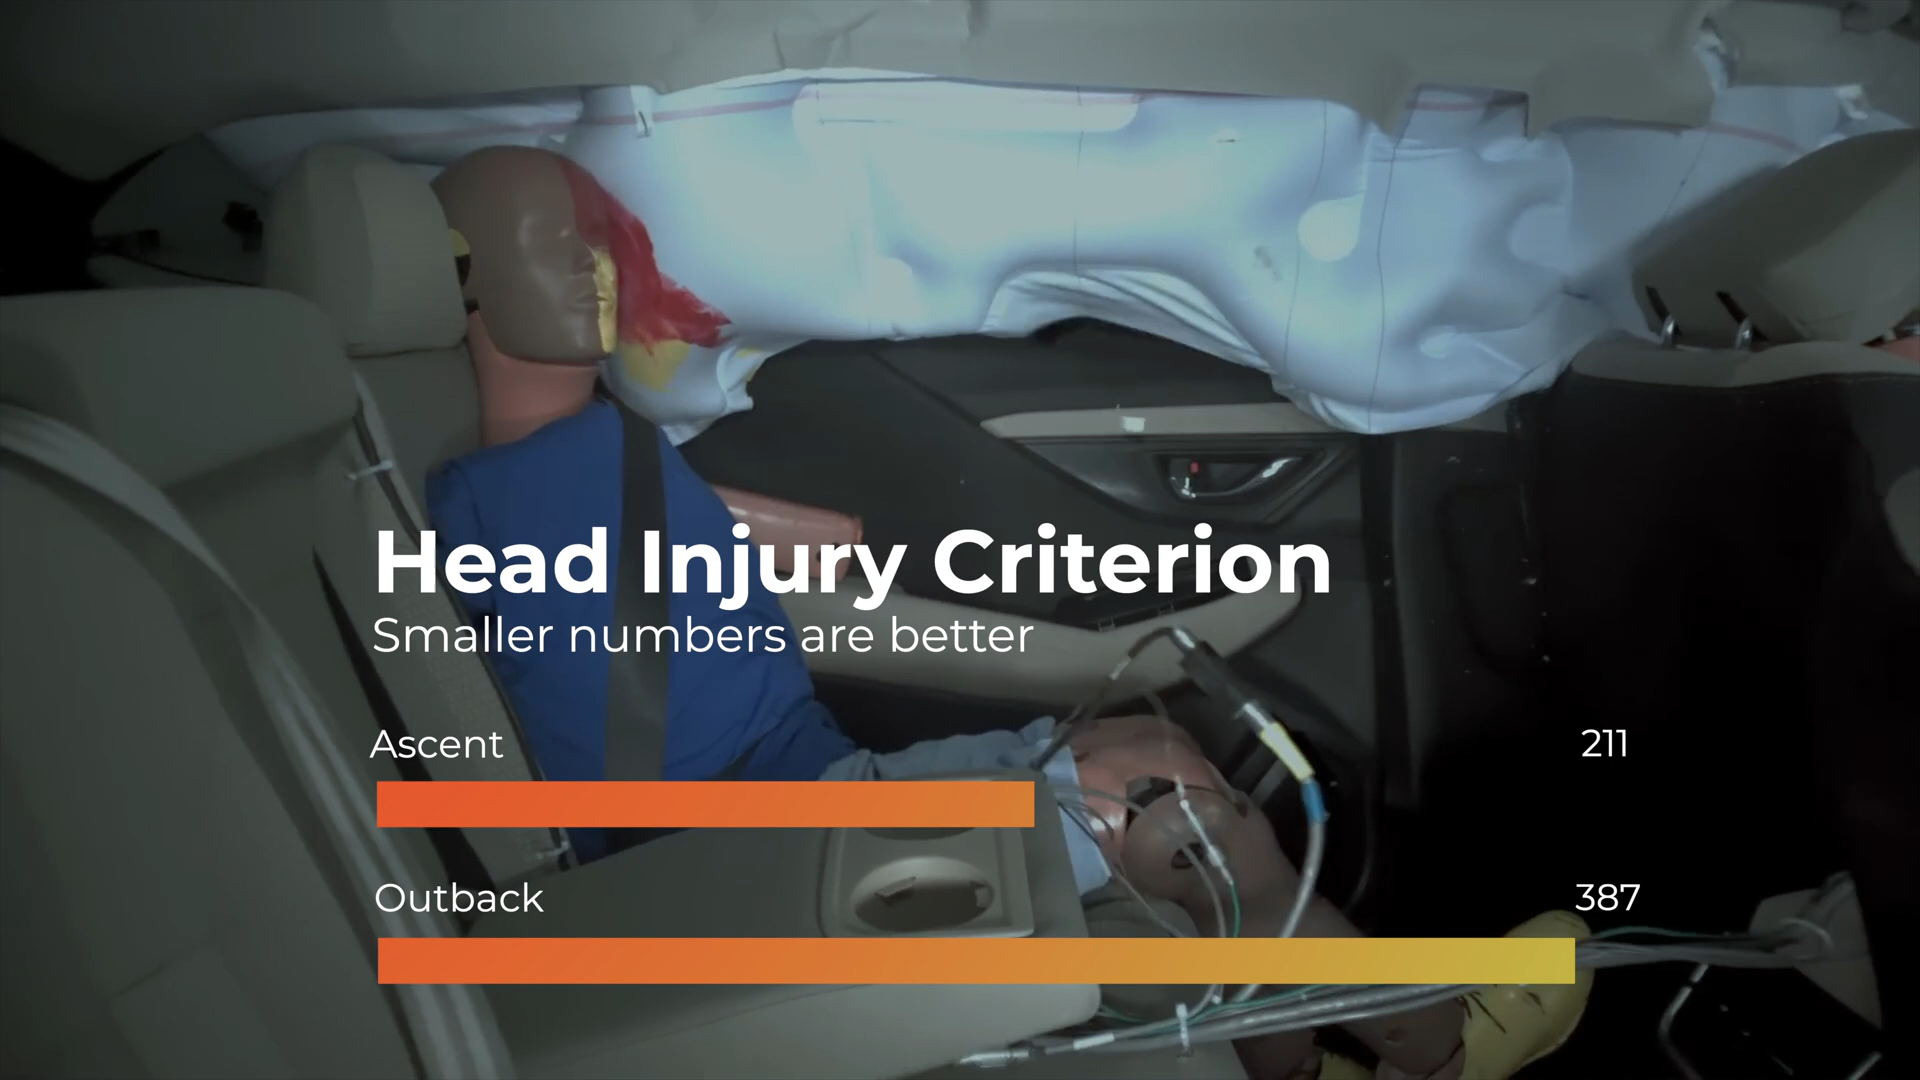 Head Injury Criterion
Smaller numbers are better
Ascent 211
Outback 387